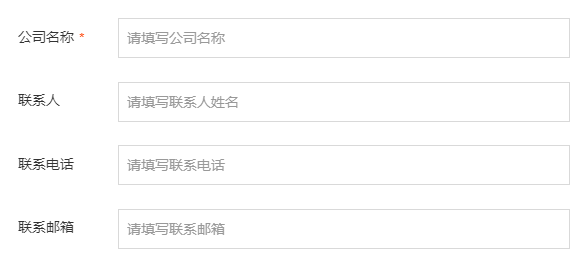 公司名称 * 请填写公司名称
联系人 请填写联系人姓名
联系电话 请填写联系电话
联系邮箱 请填写联系邮箱